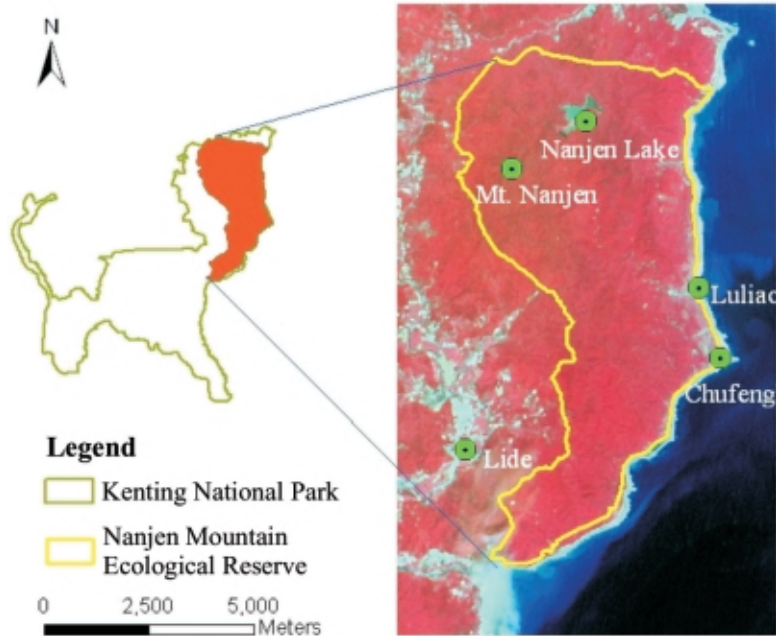 N
Nanjen Lake
Mt. Nanjen
Luliao
Chufeng
Lide
Legend
Kenting National Park
Nanjen Mountain
Ecological Reserve
0 2,500 5,000
Meters